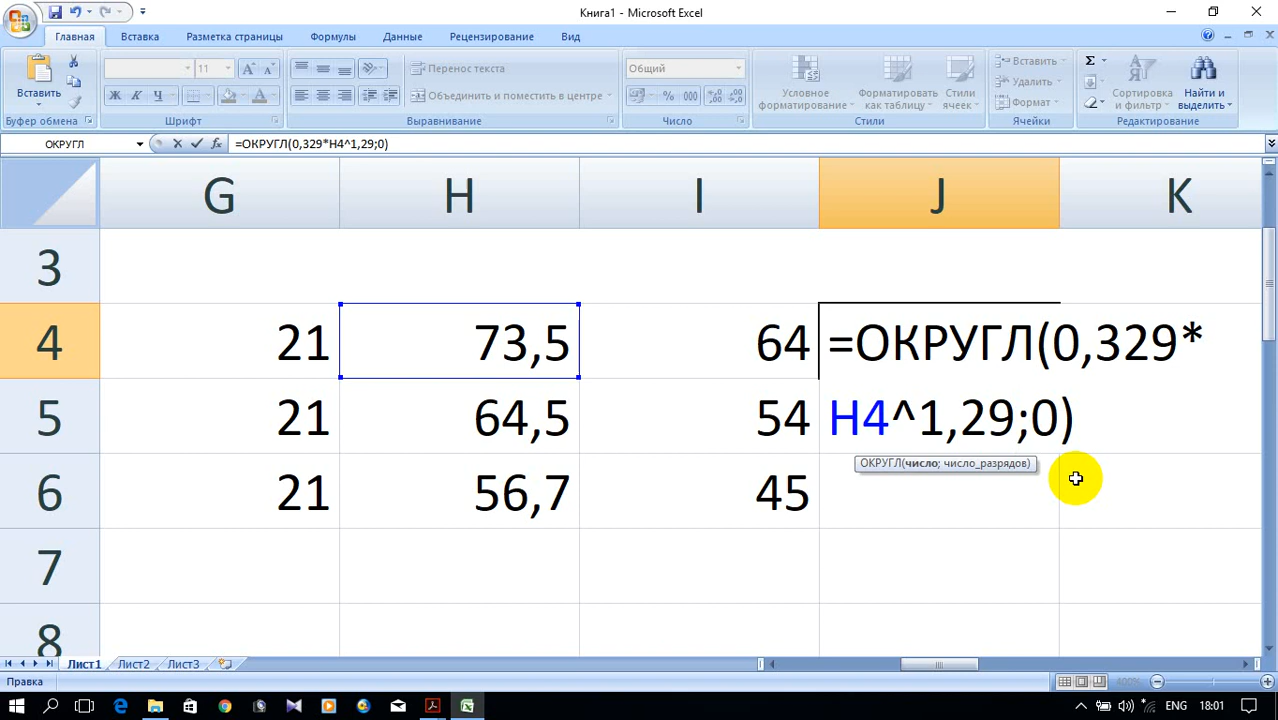 Книга1 - Microsoft Excel
Главная Вставка Разметка страницы Формулы Данные Рецензирование Вид
Вставить
Буфер обмена
11
Ж К Ч
Шрифт
Перенос текста
Объединить и поместить в центре
Выравнивание
Общий
% 000
Число
Условное форматирование
Форматировать как таблицу
Стили ячеек
Стили
Вставить
Удалить
Формат
Ячейки
Σ
Сортировка и фильтр
Найти и выделить
Редактирование
ОКРУГЛ =ОКРУГЛ(0,329*H4^1,29;0)
G H I J K
3
4 21 73,5 64 =ОКРУГЛ(0,329*
5 21 64,5 54 H4^1,29;0)
ОКРУГЛ(число; число_разрядов)
6 21 56,7 45
7
8
Лист1 Лист2 Лист3
Правка 400%
ENG 18:01